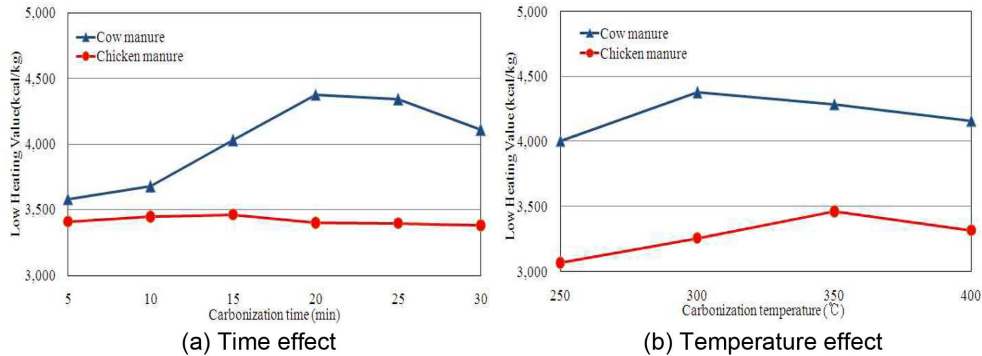 5,000
4,500
4,000
3,500
3,000
Low Heating Value(kcal/kg)
Cow manure
Chicken manure
5 10 15 20 25 30
Carbonization time (min)
(a) Time effect
5,000
4,500
4,000
3,500
3,000
Low Heating Value (kcal/kg)
Cow manure
Chicken manure
250 300 350 400
Carbonization temperature (℃)
(b) Temperature effect